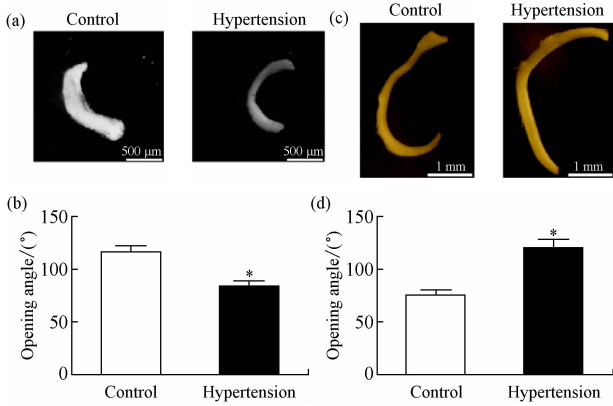 (a)
Control
Hypertension
500 μm
500 μm
(c)
Control
Hypertension
1 mm
1 mm
(b)
Opening angle/(°)
150
100
50
0
Control
Hypertension
*
(d)
Opening angle/(°)
150
100
50
0
Control
Hypertension
*